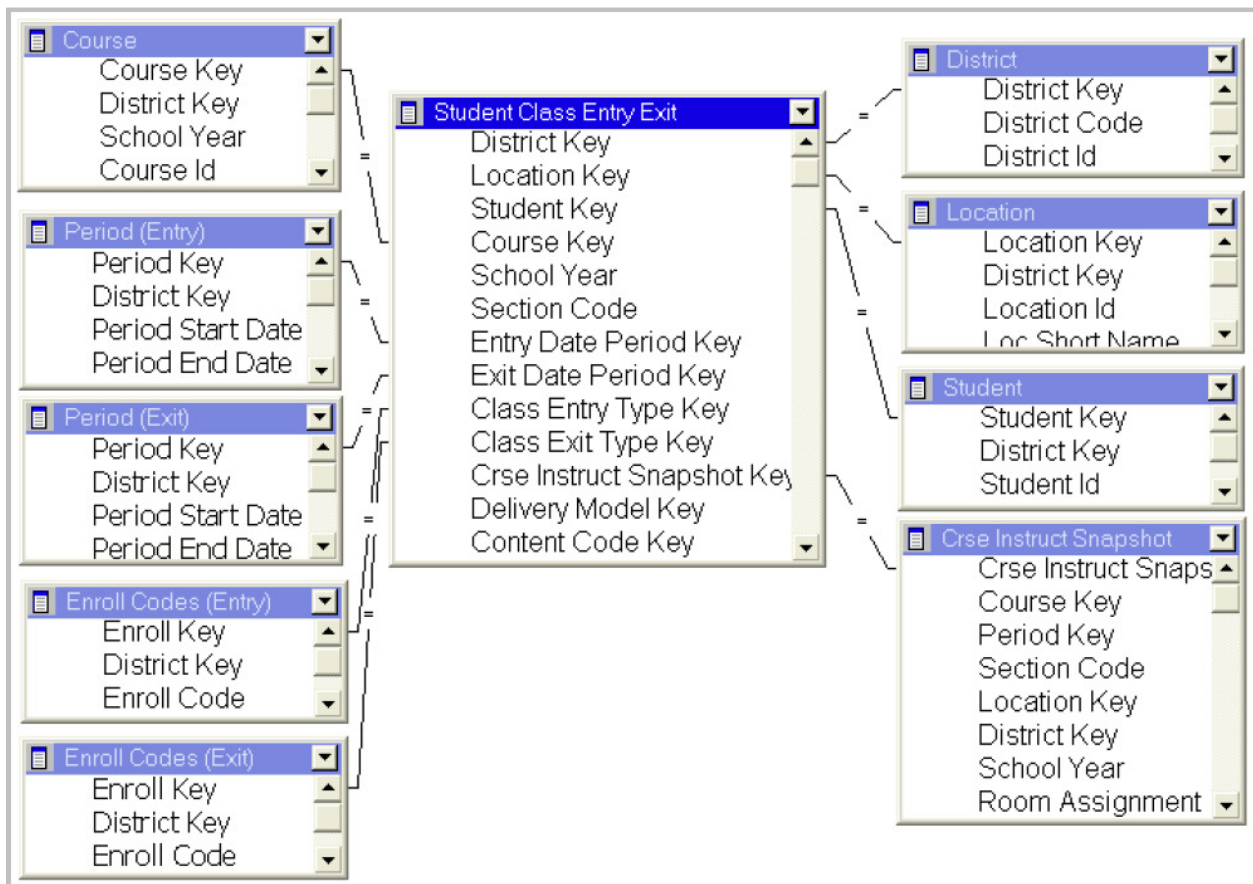 Course
Course Key
District Key
School Year
Course Id
Period (Entry)
Period Key
District Key
Period Start Date
Period End Date
Period (Exit)
Period Key
District Key
Period Start Date
Period End Date
Enroll Codes (Entry)
Enroll Key
District Key
Enroll Code
Enroll Codes (Exit)
Enroll Key
District Key
Enroll Code
=
=
=
=
=
Student Class Entry Exit
District Key
Location Key
Student Key
Course Key
School Year
Section Code
Entry Date Period Key
Exit Date Period Key
Class Entry Type Key
Class Exit Type Key
Crse Instruct Snapshot Key
Delivery Model Key
Content Code Key
=
=
=
=
District
District Key
District Code
District Id
Location
Location Key
District Key
Location Id
Loc Short Name
Student
Student Key
District Key
Student Id
Crse Instruct Snapshot
Crse Instruct Snaps
Course Key
Period Key
Section Code
Location Key
District Key
School Year
Room Assignment